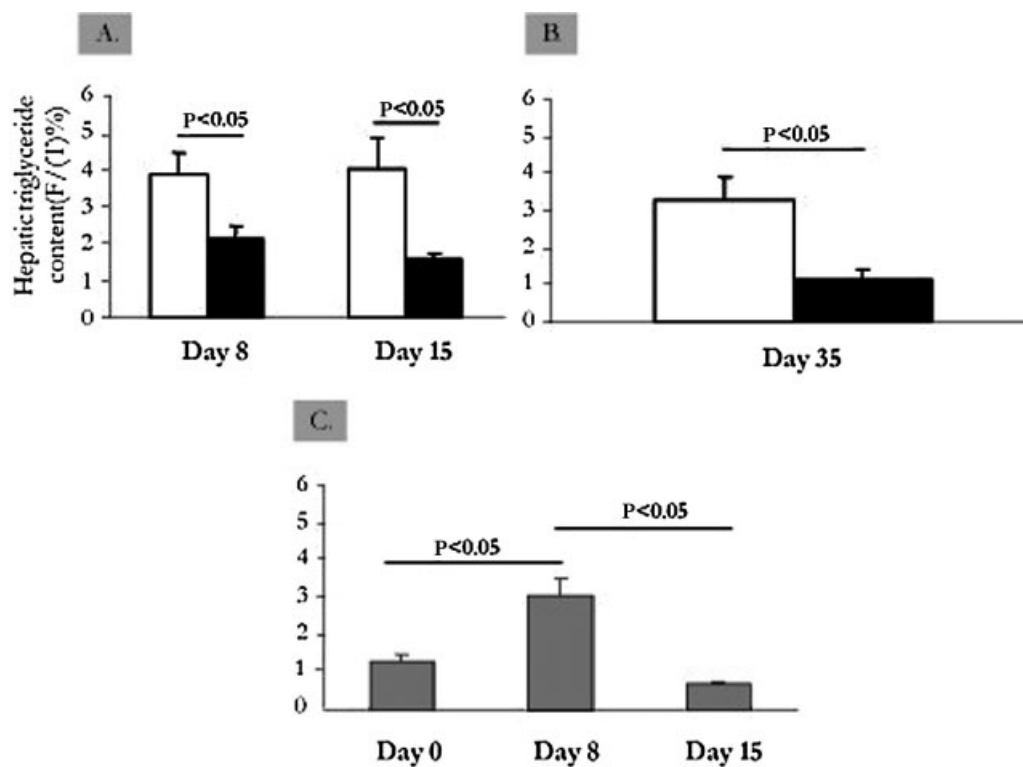 A.
Hepatic triglyceride
content(F/(T)%)
6
5
4
3
2
1
0
P<0.05
P<0.05
Day 8
Day 15
B.
6
5
4
3
2
1
0
P<0.05
Day 35
C.
6
5
4
3
2
1
0
P<0.05
P<0.05
Day 0
Day 8
Day 15